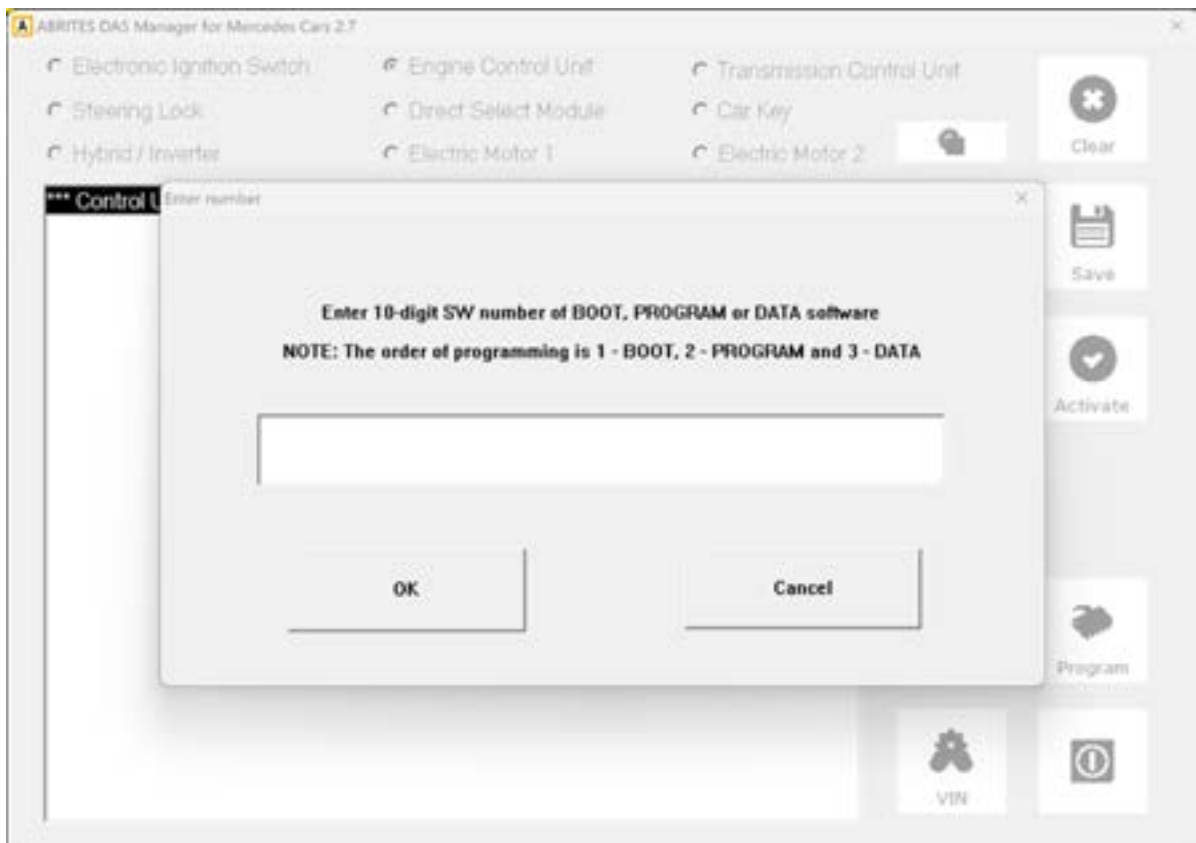 A ABRITES DAS Manager for Mercedes Cars 2.7
Electronic Ignition Switch
Engine Control Unit
Transmission Control Unit
Steering Lock
Direct Select Module
Car Key
Hybrid / Inverter
Electric Motor 1
Electric Motor 2
Clear
*** Control U
Enter number
Save
Enter 10-digit SW number of BOOT, PROGRAM or DATA software
NOTE: The order of programming is 1 - BOOT, 2 - PROGRAM and 3 - DATA
Activate
OK
Cancel
Program
VIN